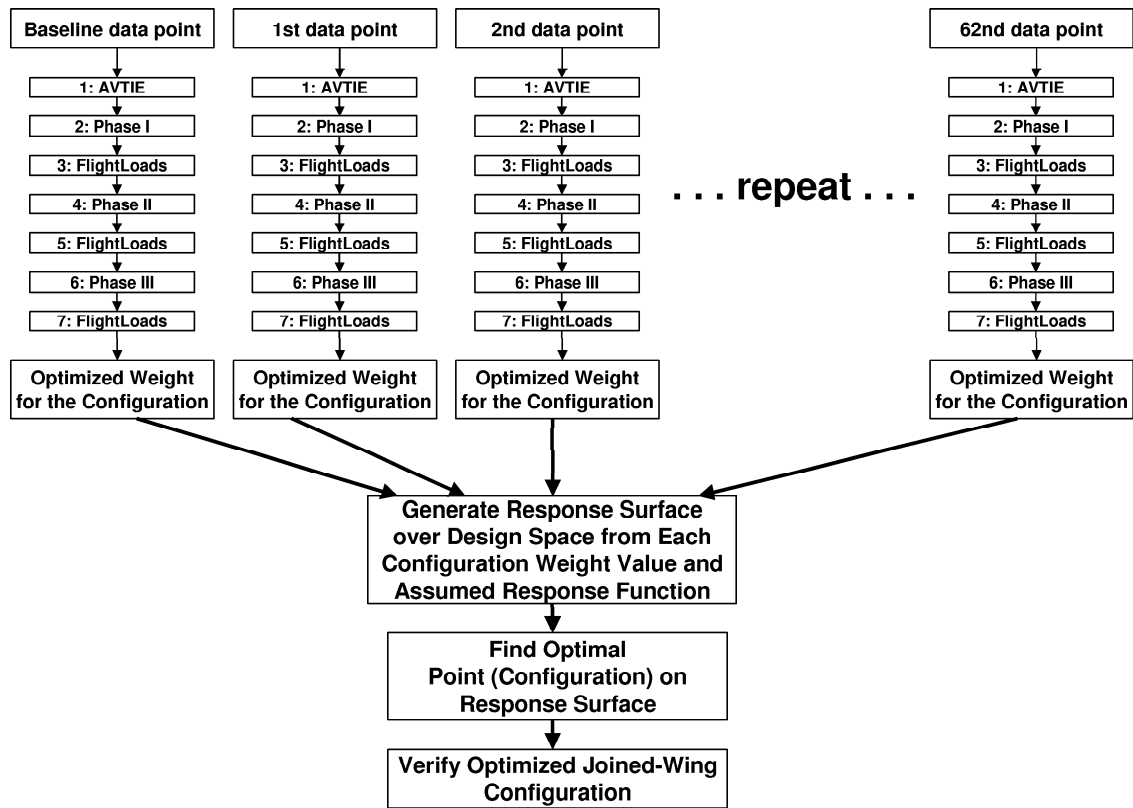 Baseline data point
1: AVTIE
2: Phase I
3: FlightLoads
4: Phase II
5: FlightLoads
6: Phase III
7: FlightLoads
Optimized Weight
for the Configuration
1st data point
1: AVTIE
2: Phase I
3: FlightLoads
4: Phase II
5: FlightLoads
6: Phase III
7: FlightLoads
Optimized Weight
for the Configuration
2nd data point
1: AVTIE
2: Phase I
3: FlightLoads
4: Phase II
5: FlightLoads
6: Phase III
7: FlightLoads
Optimized Weight
for the Configuration
. . . repeat . . .
62nd data point
1: AVTIE
2: Phase I
3: FlightLoads
4: Phase II
5: FlightLoads
6: Phase III
7: FlightLoads
Optimized Weight
for the Configuration
Generate Response Surface
over Design Space from Each
Configuration Weight Value and
Assumed Response Function
Find Optimal
Point (Configuration) on
Response Surface
Verify Optimized Joined-Wing
Configuration